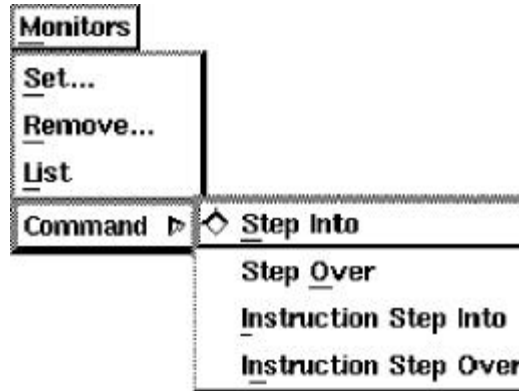 Monitors
Set...
Remove...
List
Command
Step Into
Step Over
Instruction Step Into
Instruction Step Over